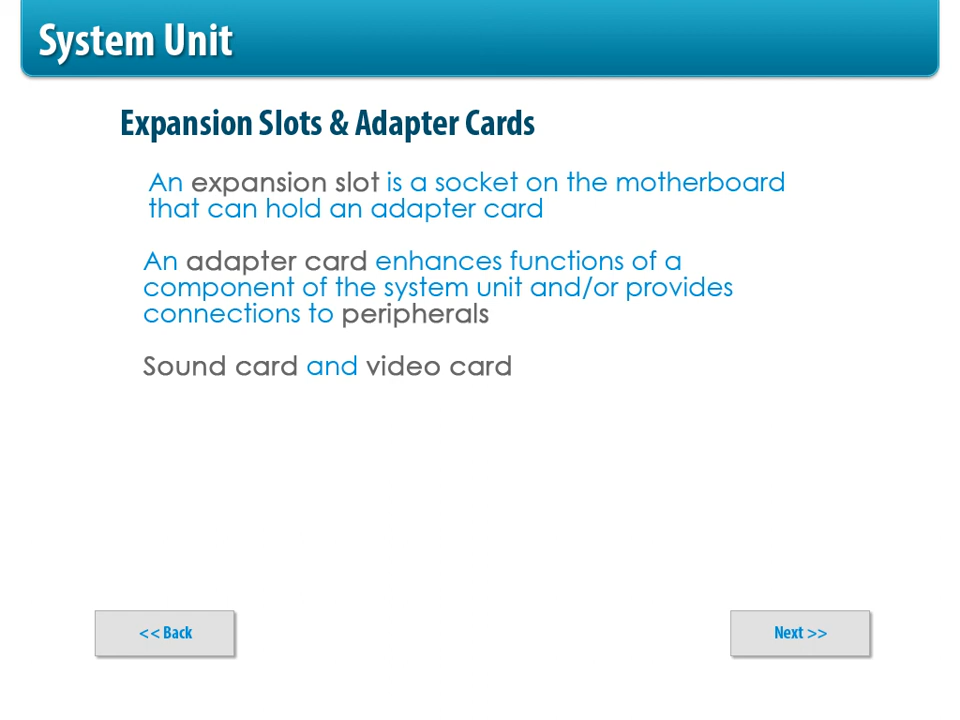 System Unit
Expansion Slots & Adapter Cards
An expansion slot is a socket on the motherboard
that can hold an adapter card
An adapter card enhances functions of a
component of the system unit and/or provides
connections to peripherals
Sound card and video card
<< Back
Next >>